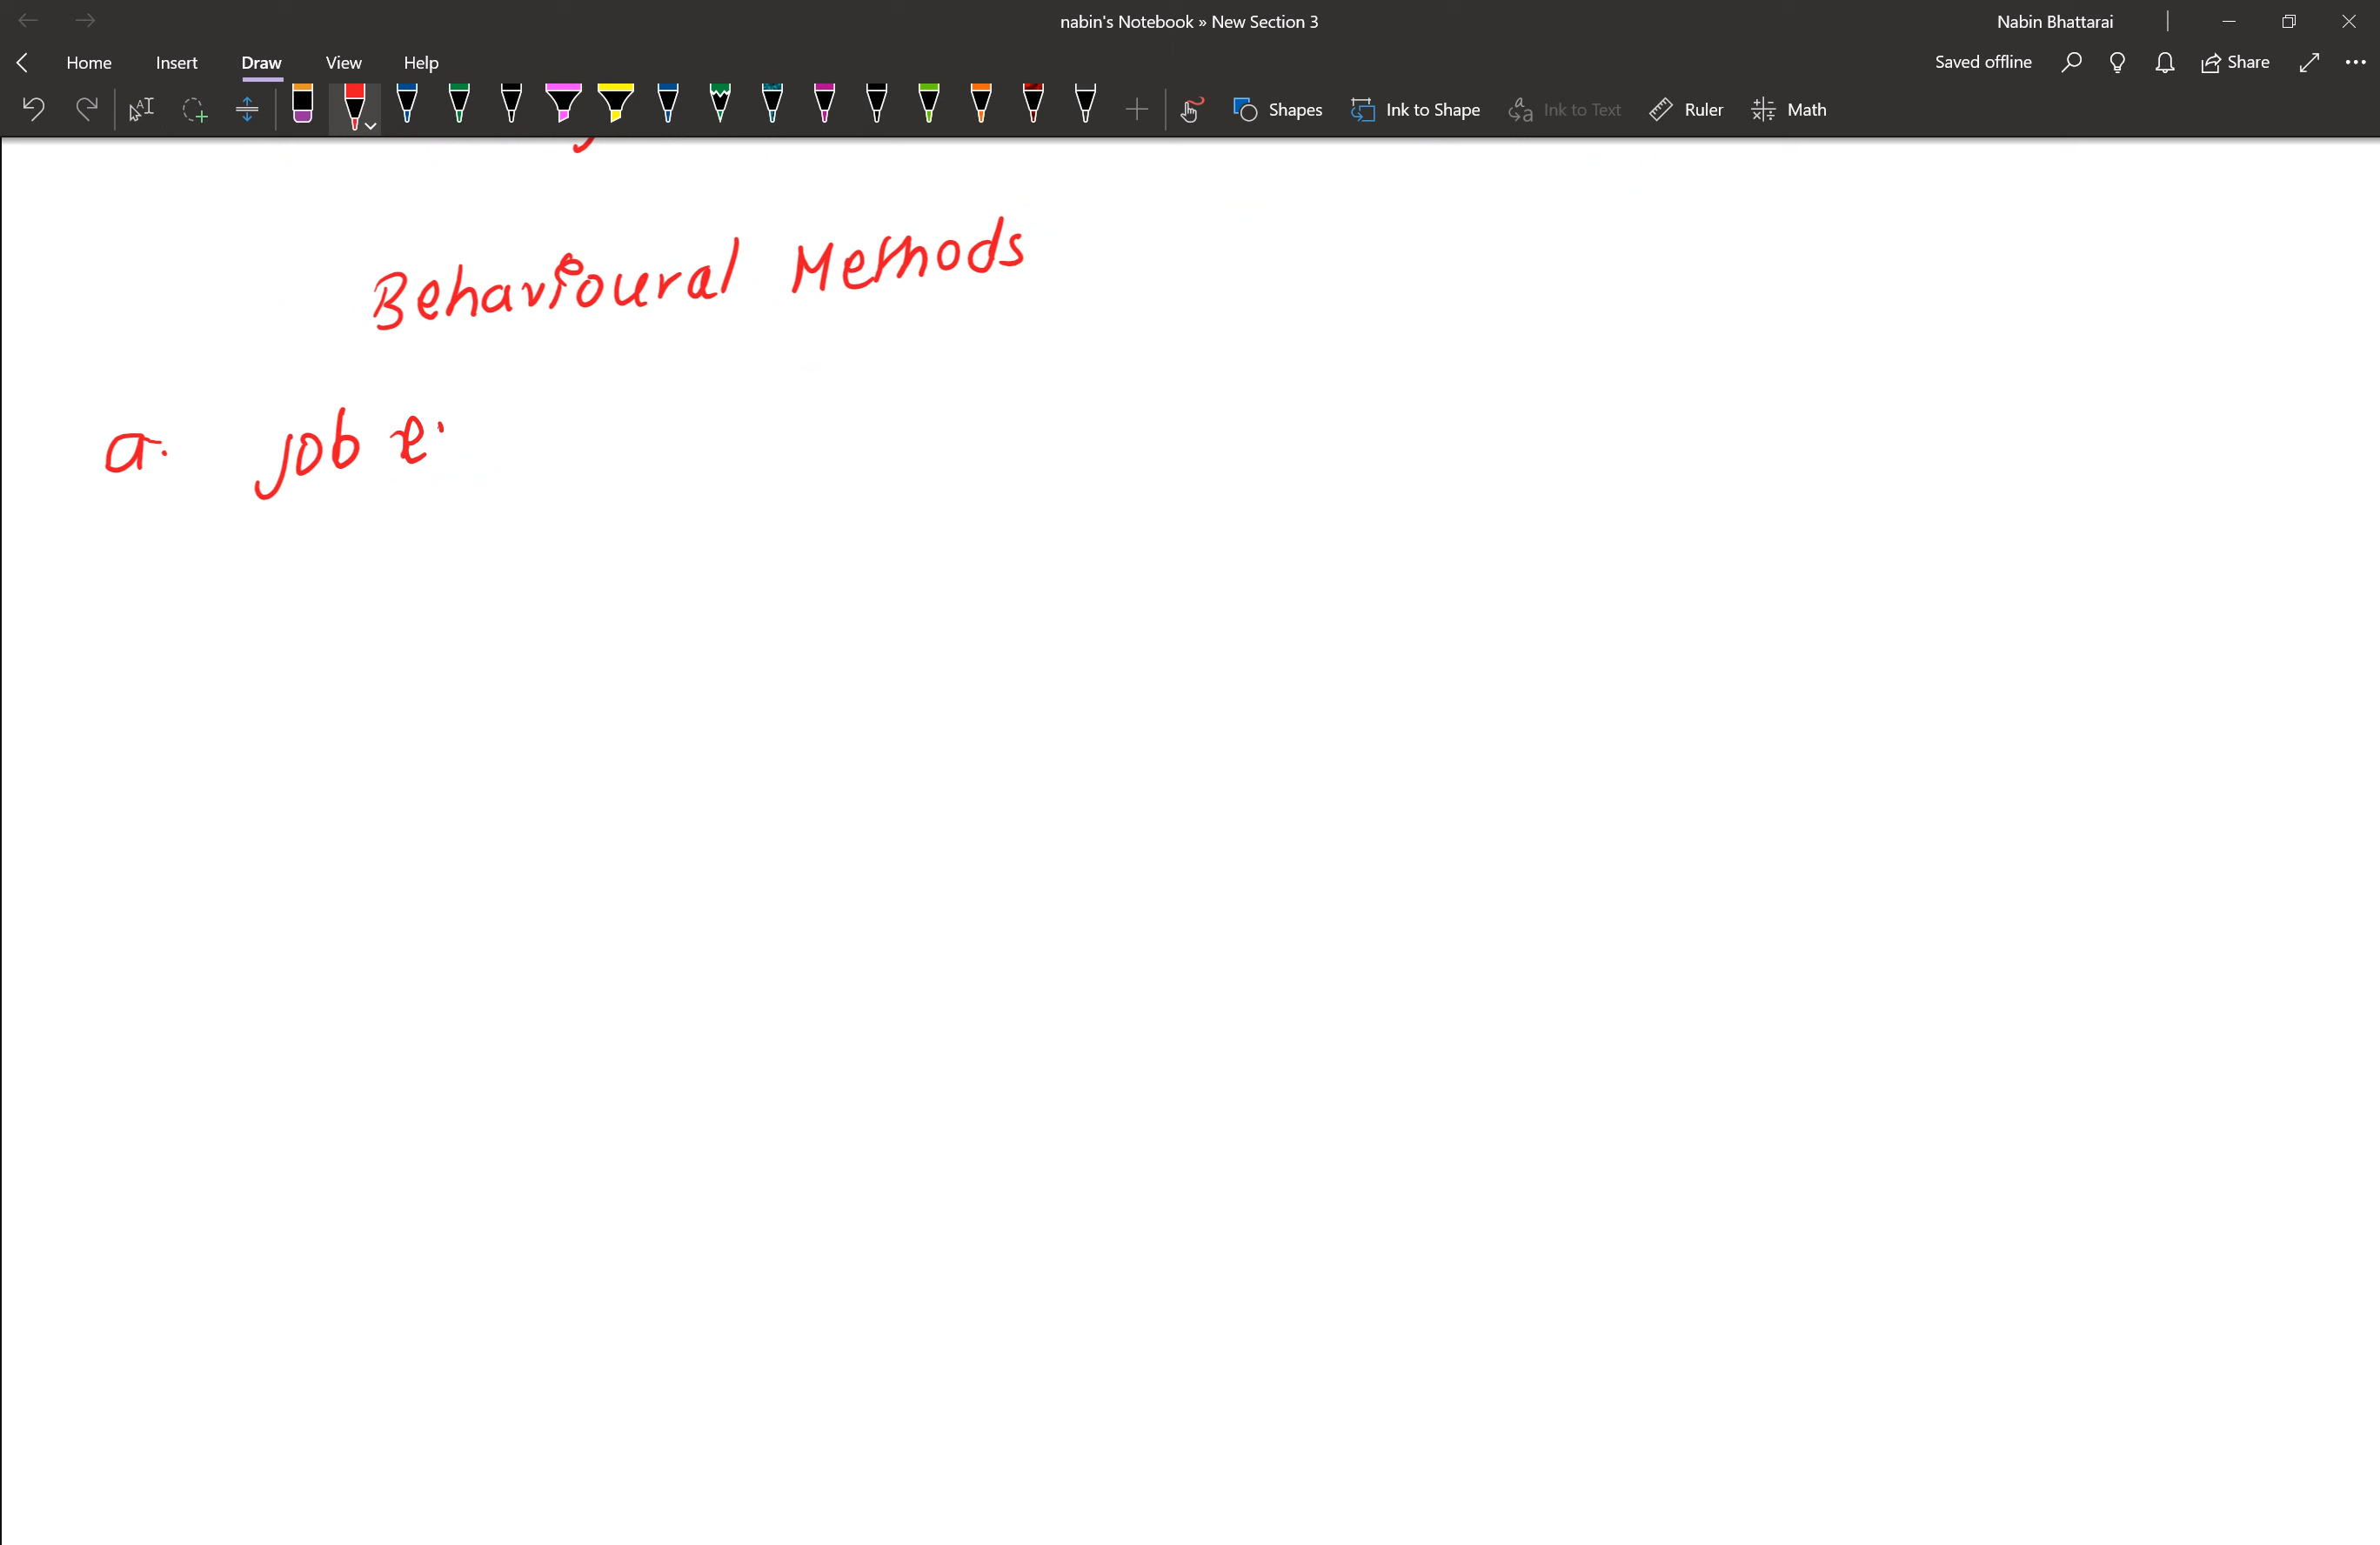 nabin's Notebook » New Section 3
Nabin Bhattarai
Home Insert Draw View Help
Saved offline
Share
Shapes Ink to Shape Ink to Text Ruler Math
Behavioural Methods
a. job